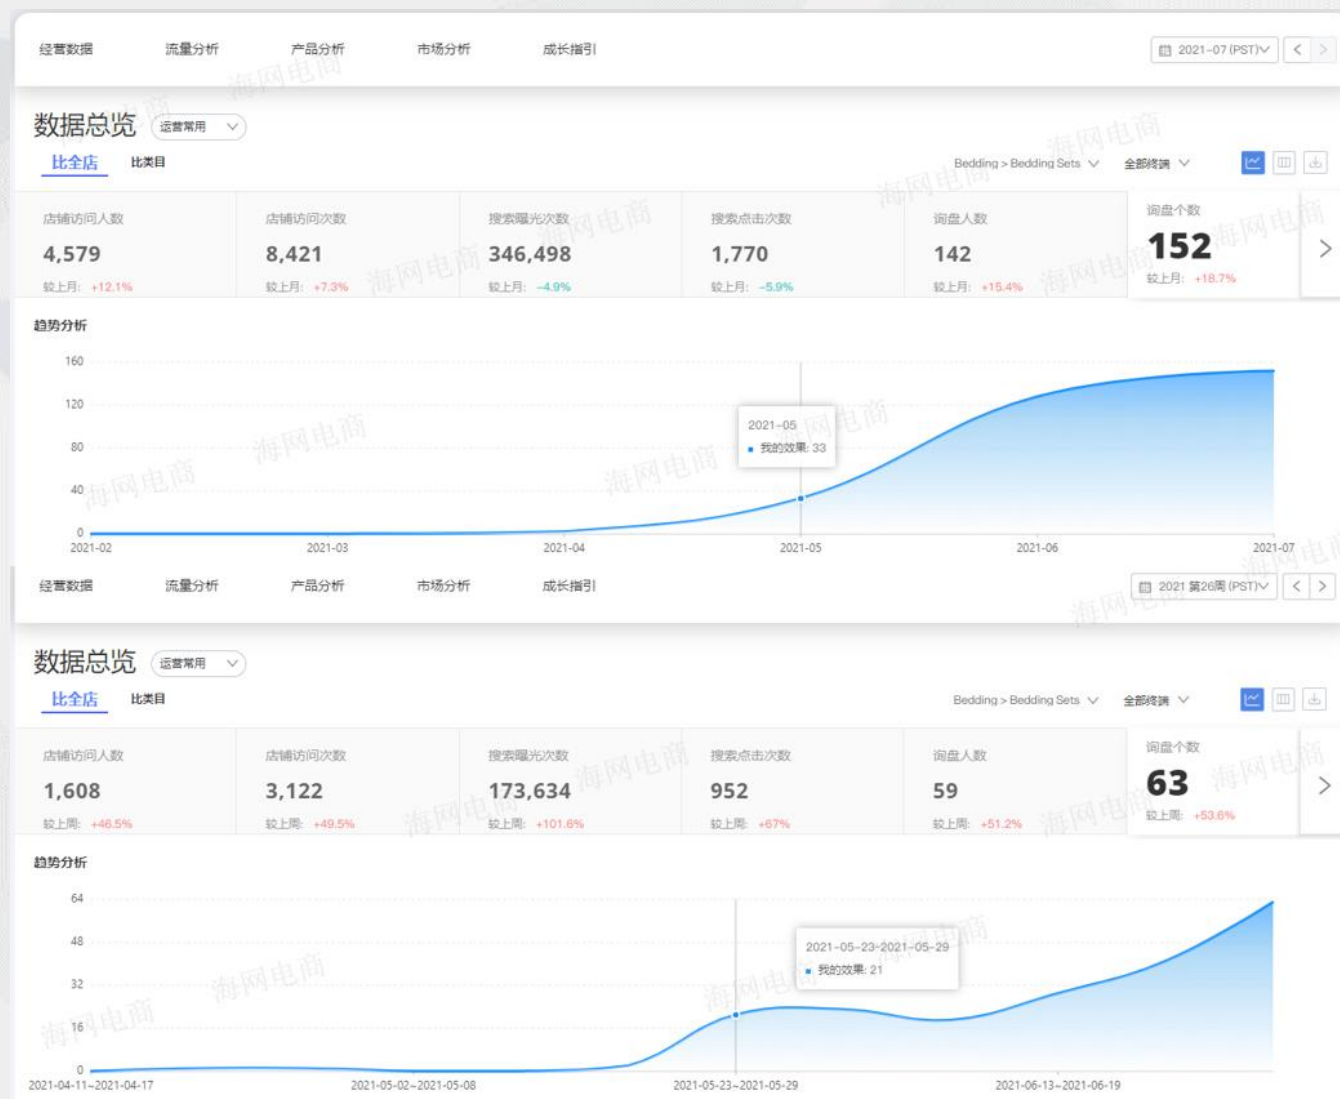 经营数据 流量分析 产品分析 市场分析 成长指引 2021-07 (PST)
数据总览 运营常用
比全店 比类目 Bedding > Bedding Sets 全部终端
店铺访问人数 店铺访问次数 搜索曝光次数 搜索点击次数 询盘人数 询盘个数
4,579 8,421 346,498 1,770 142 152
较上月: +12.1% 较上月: +7.3% 较上月: -4.9% 较上月: -5.9% 较上月: +15.4% 较上月: +18.7%
趋势分析
160
120
80
40
0
2021-05
我的效果: 33
2021-02 2021-03 2021-04 2021-05 2021-06 2021-07
经营数据 流量分析 产品分析 市场分析 成长指引 2021 第26周 (PST)
数据总览 运营常用
比全店 比类目 Bedding > Bedding Sets 全部终端
店铺访问人数 店铺访问次数 搜索曝光次数 搜索点击次数 询盘人数 询盘个数
1,608 3,122 173,634 952 59 63
较上周: +46.5% 较上周: +49.5% 较上周: +101.6% 较上周: +67% 较上周: +51.2% 较上周: +53.6%
趋势分析
64
48
32
16
0
2021-05-23~2021-05-29
我的效果: 21
2021-04-11~2021-04-17 2021-05-02~2021-05-08 2021-05-23~2021-05-29 2021-06-13~2021-06-19
海网电商